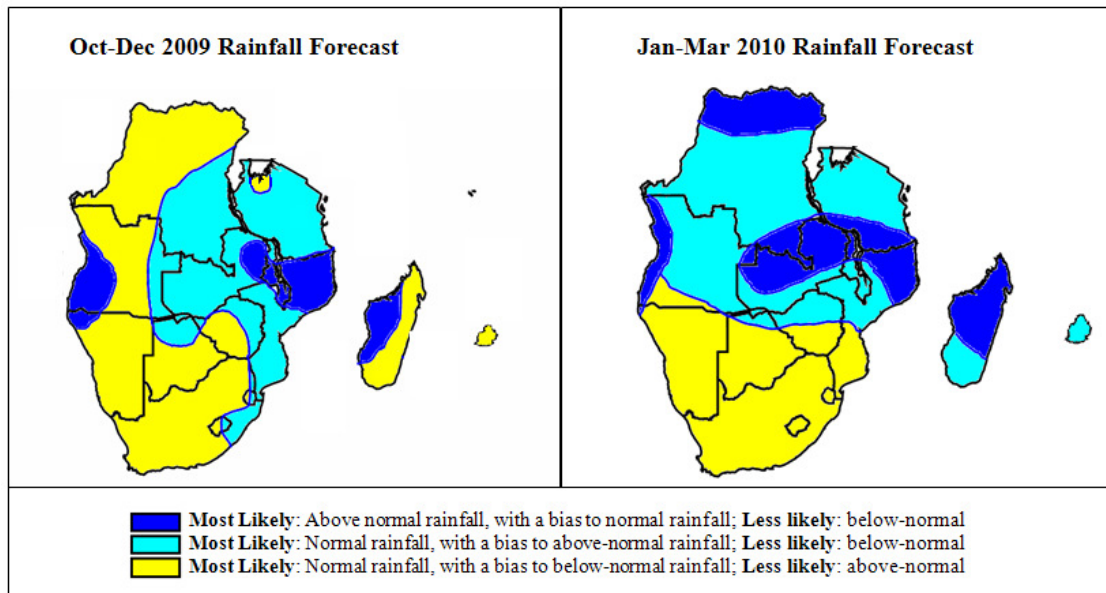 Oct-Dec 2009 Rainfall Forecast
Jan-Mar 2010 Rainfall Forecast
Most Likely: Above normal rainfall, with a bias to normal rainfall; Less likely: below-normal
Most Likely: Normal rainfall, with a bias to above-normal rainfall; Less likely: below-normal
Most Likely: Normal rainfall, with a bias to below-normal rainfall; Less likely: above-normal